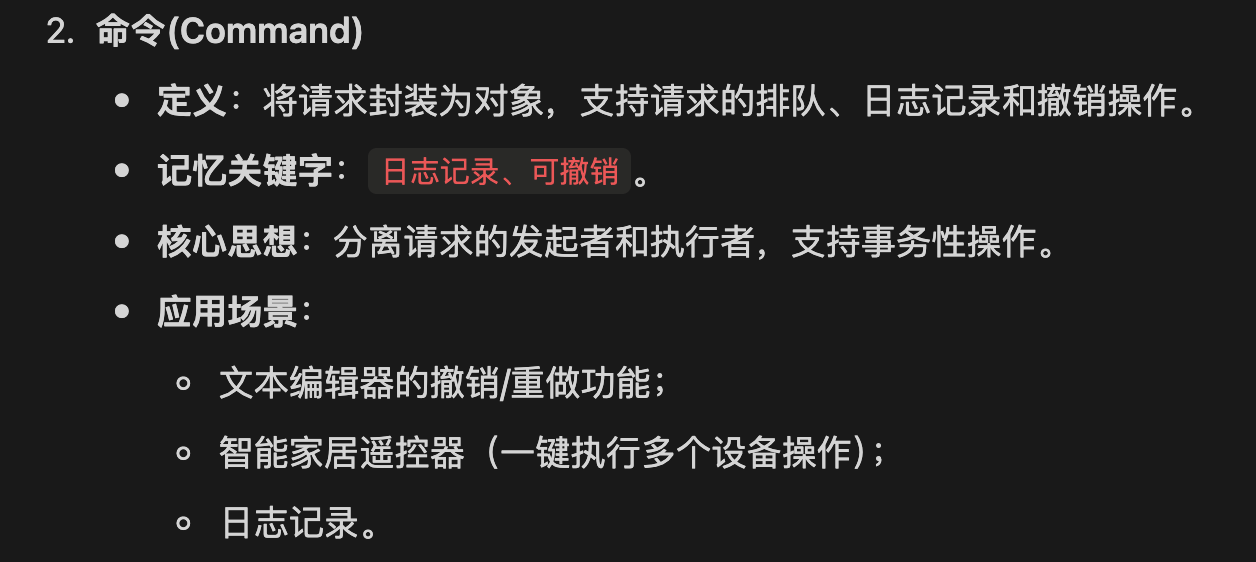 2. 命令(Command)
• 定义：将请求封装为对象，支持请求的排队、日志记录和撤销操作。
• 记忆关键字：日志记录、可撤销。
• 核心思想：分离请求的发起者和执行者，支持事务性操作。
• 应用场景：
◦ 文本编辑器的撤销/重做功能；
◦ 智能家居遥控器（一键执行多个设备操作）；
◦ 日志记录。